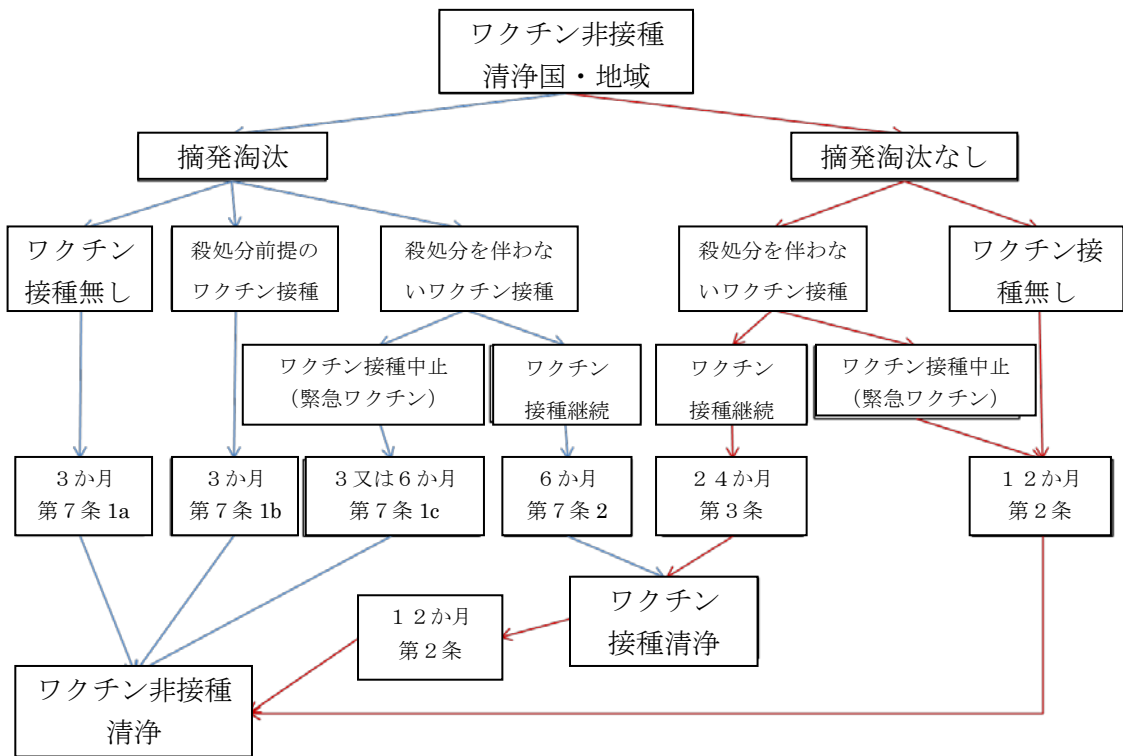 ワクチン非接種
清浄国・地域
摘発淘汰
摘発淘汰なし
ワクチン
接種無し
殺処分前提の
ワクチン接種
殺処分を伴わな
いワクチン接種
殺処分を伴わな
いワクチン接種
ワクチン接
種無し
ワクチン接種中止
（緊急ワクチン）
ワクチン
接種継続
ワクチン
接種継続
ワクチン接種中止
（緊急ワクチン）
３か月
第７条 1a
３か月
第７条 1b
３又は６か月
第７条 1c
６か月
第７条 2
２４か月
第３条
１２か月
第２条
ワクチン
接種清浄
１２か月
第２条
ワクチン非接種
清浄